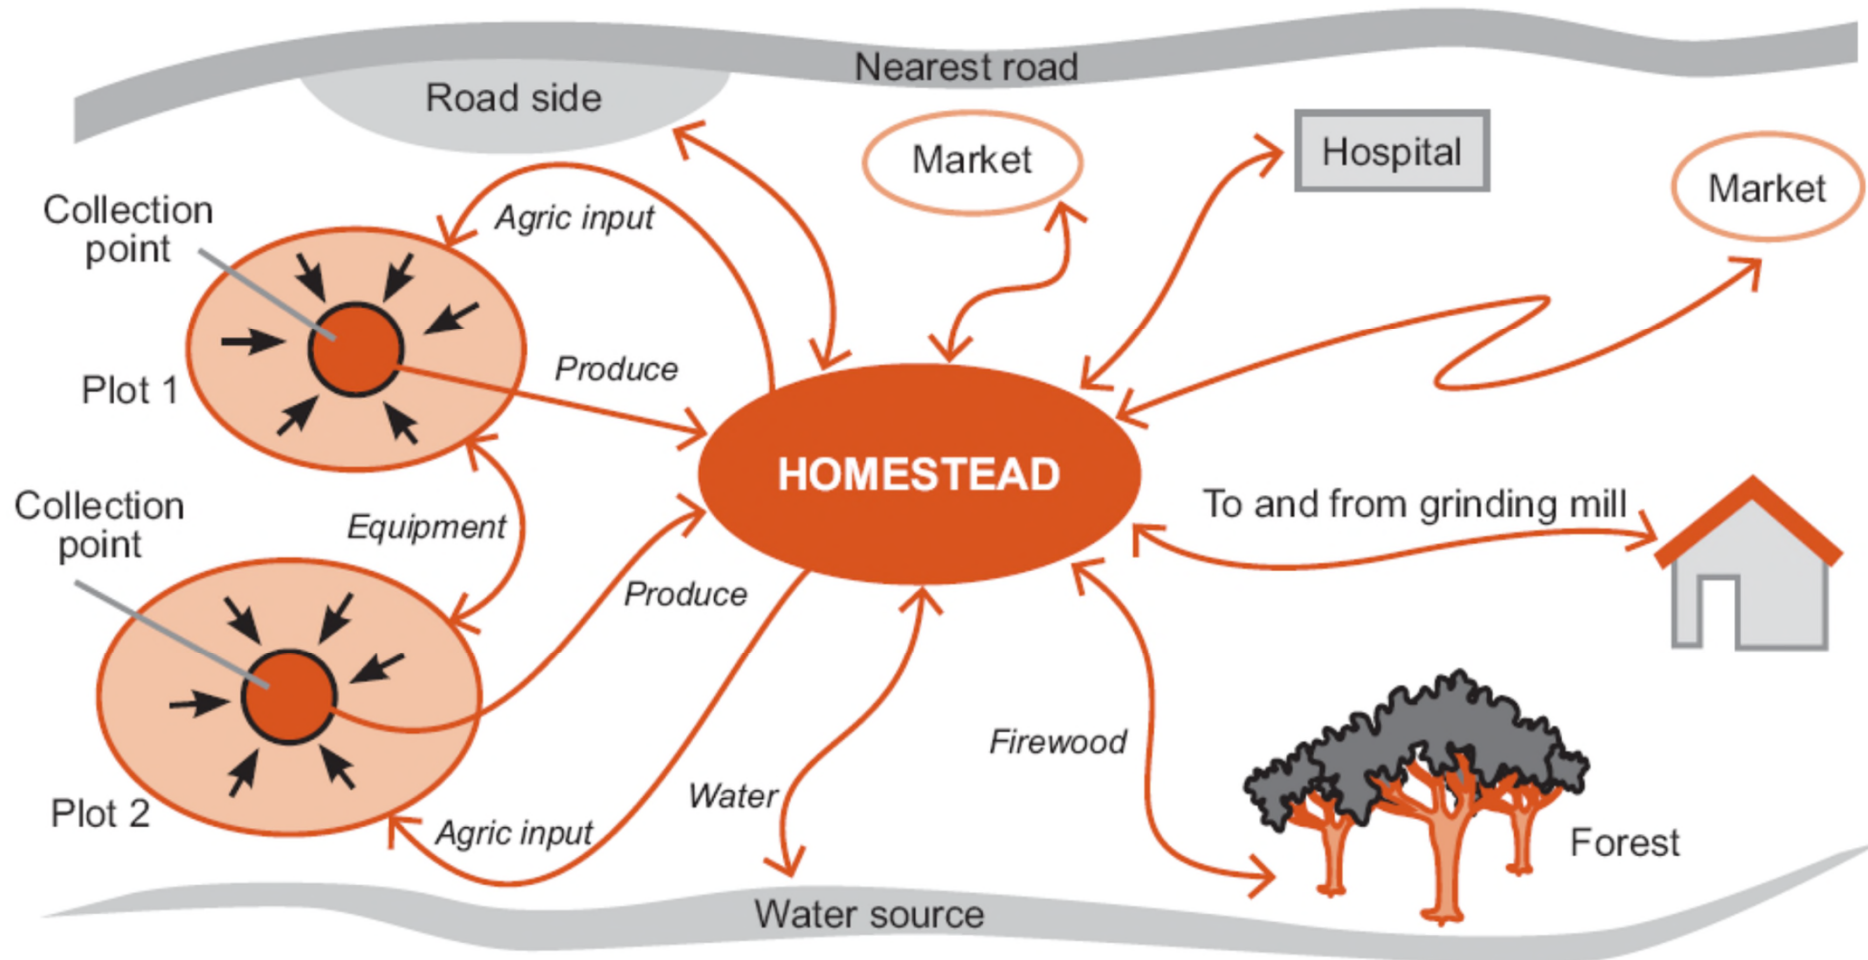 Nearest road
Road side
Market
Hospital
Market
Collection
point
Agric input
Plot 1
Produce
HOMESTEAD
Collection
point
Equipment
To and from grinding mill
Produce
Plot 2
Agric input
Water
Firewood
Forest
Water source